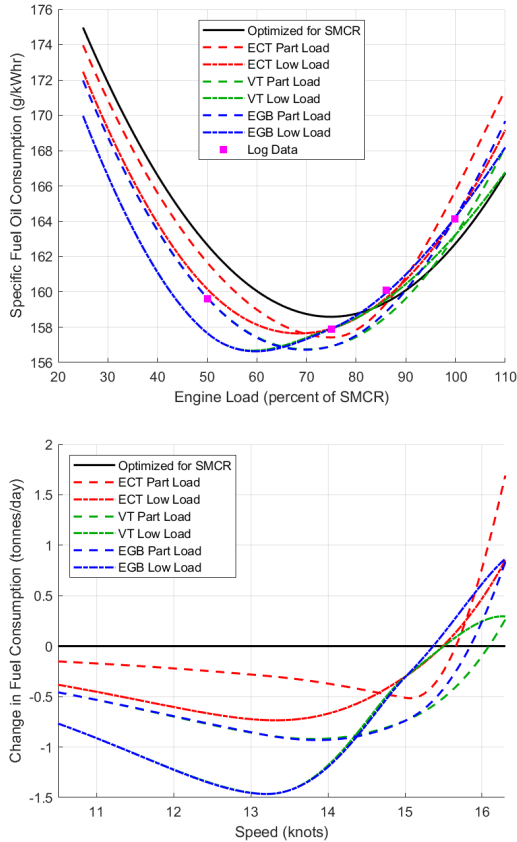 176
174
172
170
168
166
164
162
160
158
156
Specific Fuel Oil Consumption (g/kWhr)
Optimized for SMCR
ECT Part Load
ECT Low Load
VT Part Load
VT Low Load
EGB Part Load
EGB Low Load
Log Data
20 30 40 50 60 70 80 90 100 110
Engine Load (percent of SMCR)
2
1.5
1
0.5
0
-0.5
-1
-1.5
Change in Fuel Consumption (tonnes/day)
Optimized for SMCR
ECT Part Load
ECT Low Load
VT Part Load
VT Low Load
EGB Part Load
EGB Low Load
11 12 13 14 15 16
Speed (knots)